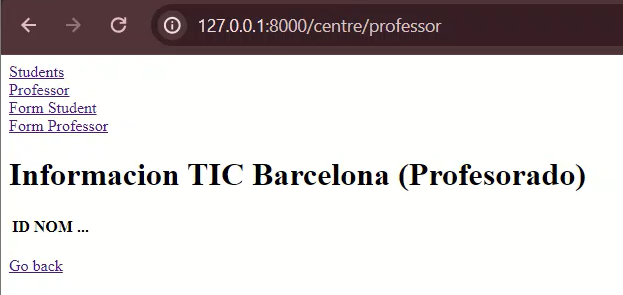 127.0.0.1:8000/centre/professor
Students
Professor
Form Student
Form Professor
Informacion TIC Barcelona (Profesorado)
ID NOM ...
Go back